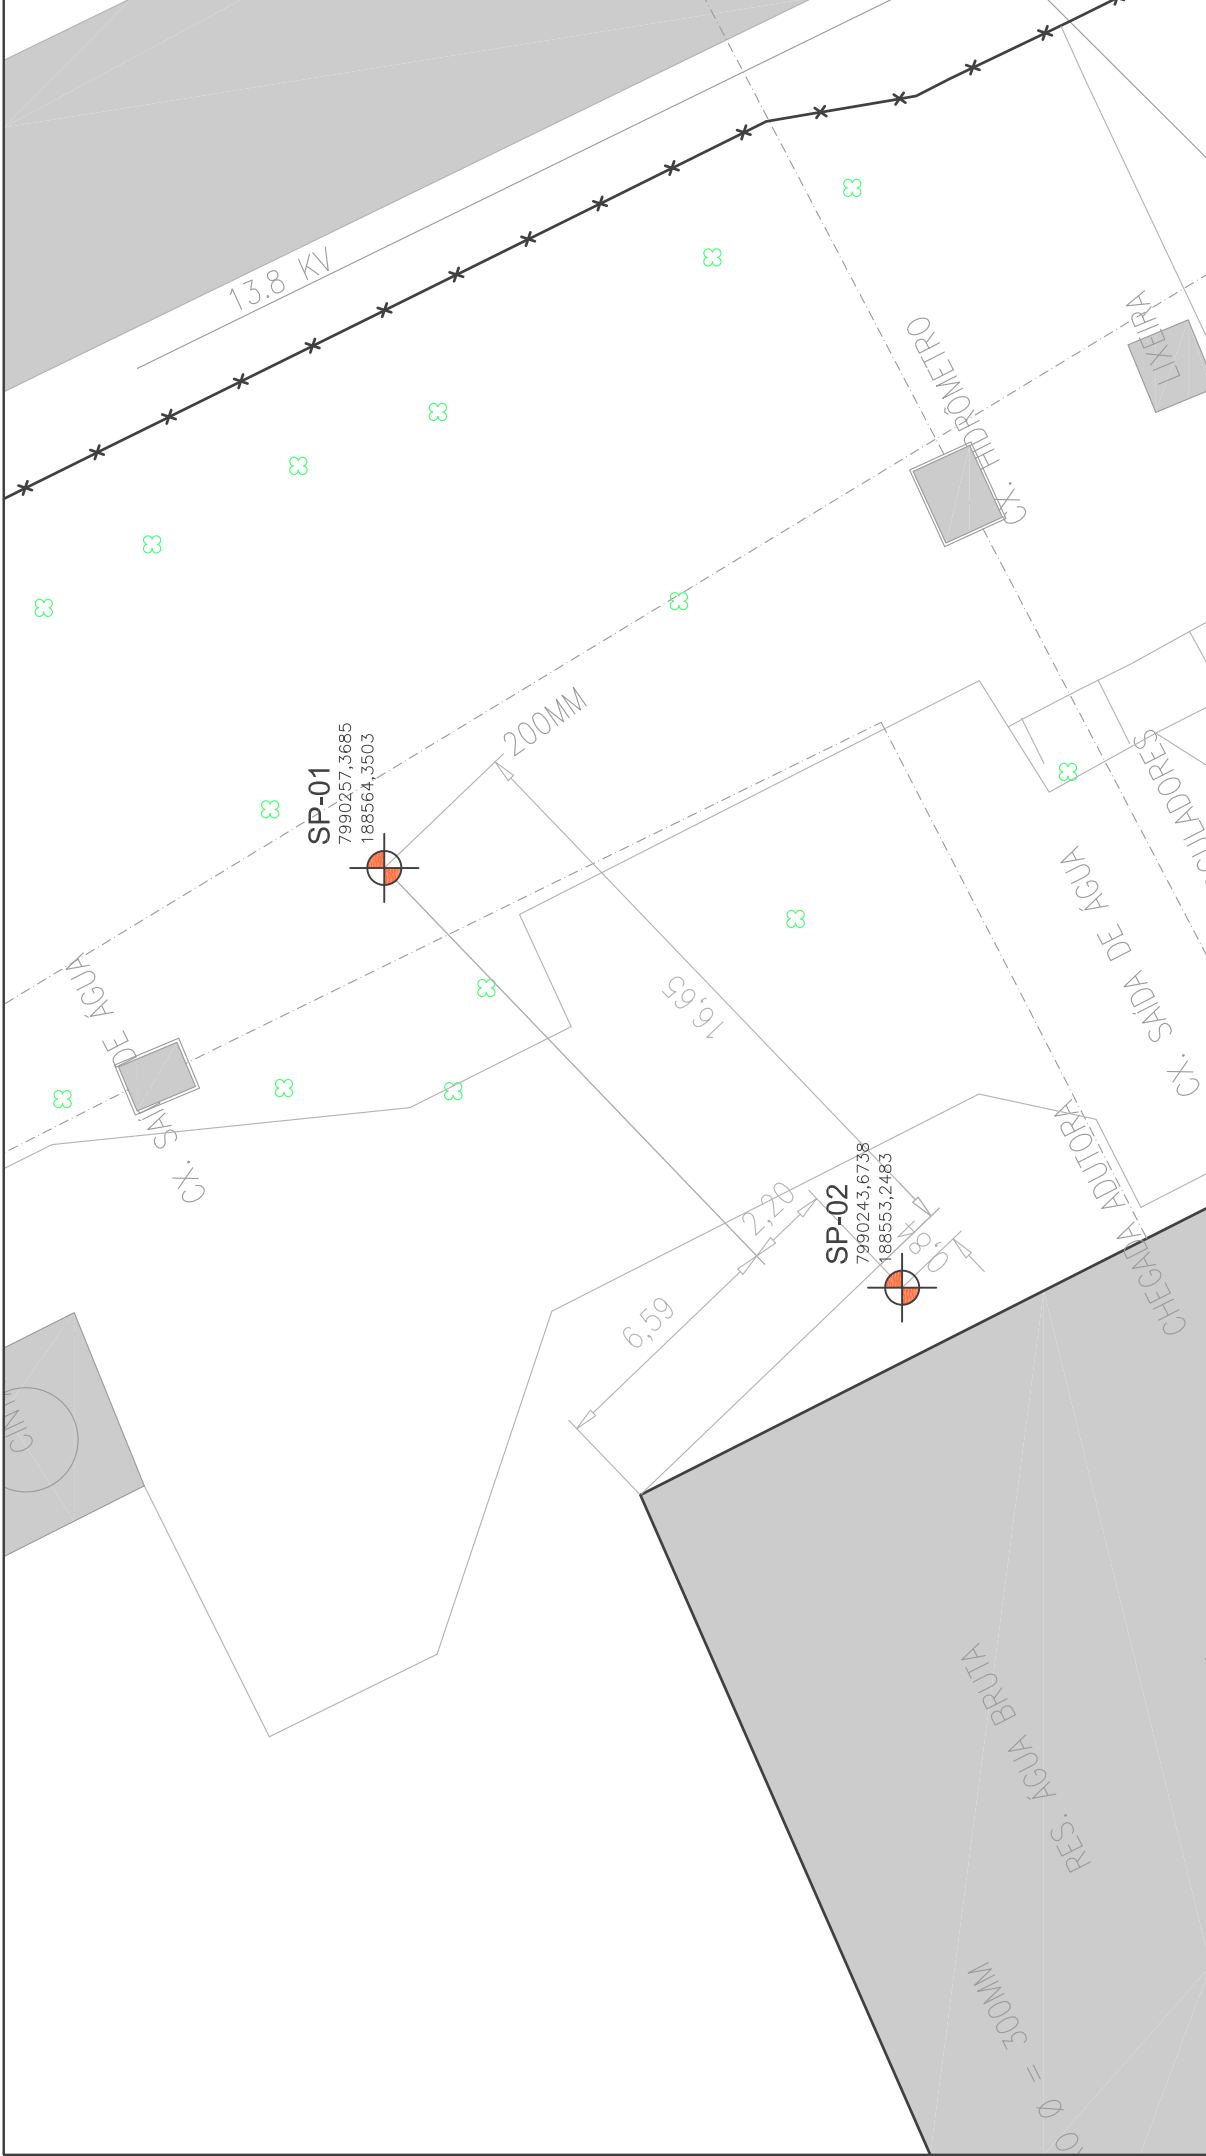 13.8 KV
LIXEIRA
CX. HIDRÔMETRO
200MM
SP-01
7990257,3685
188564,3503
CX. SAÍDA DE ÁGUA
16,65
CX. SAÍDA DE ÁGUA
CHEGADA ADUTORA
2,20
SP-02
7990243,6738
188553,2483
0,84
6,59
RES. ÁGUA BRUTA
Ø = 300MM